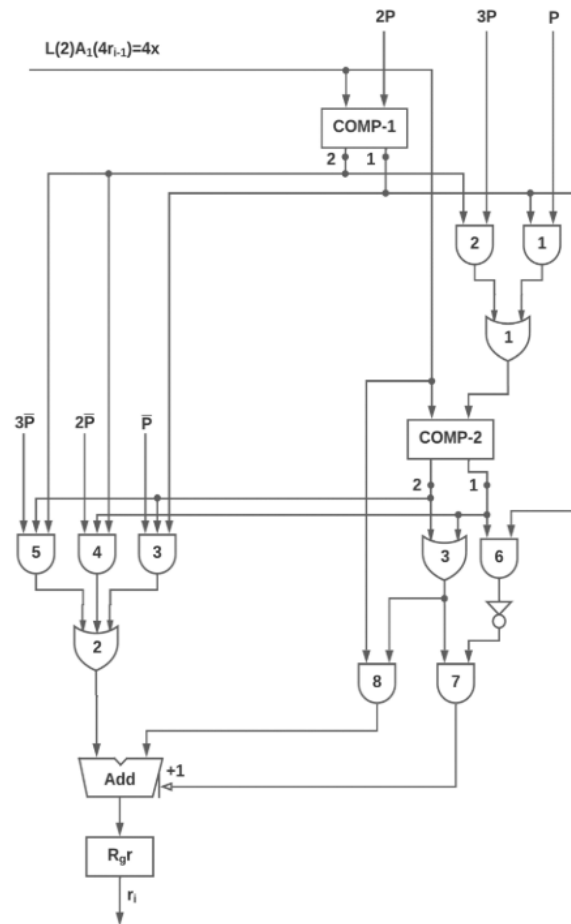 2P 3P P
L(2)A₁(4rᵢ₋₁)=4x
COMP-1
2 1
2 1
1
3P̅ 2P̅ P̅
COMP-2
2 1
5 4 3 3 6
2
8 7
+1
Add
Rgr
rᵢ